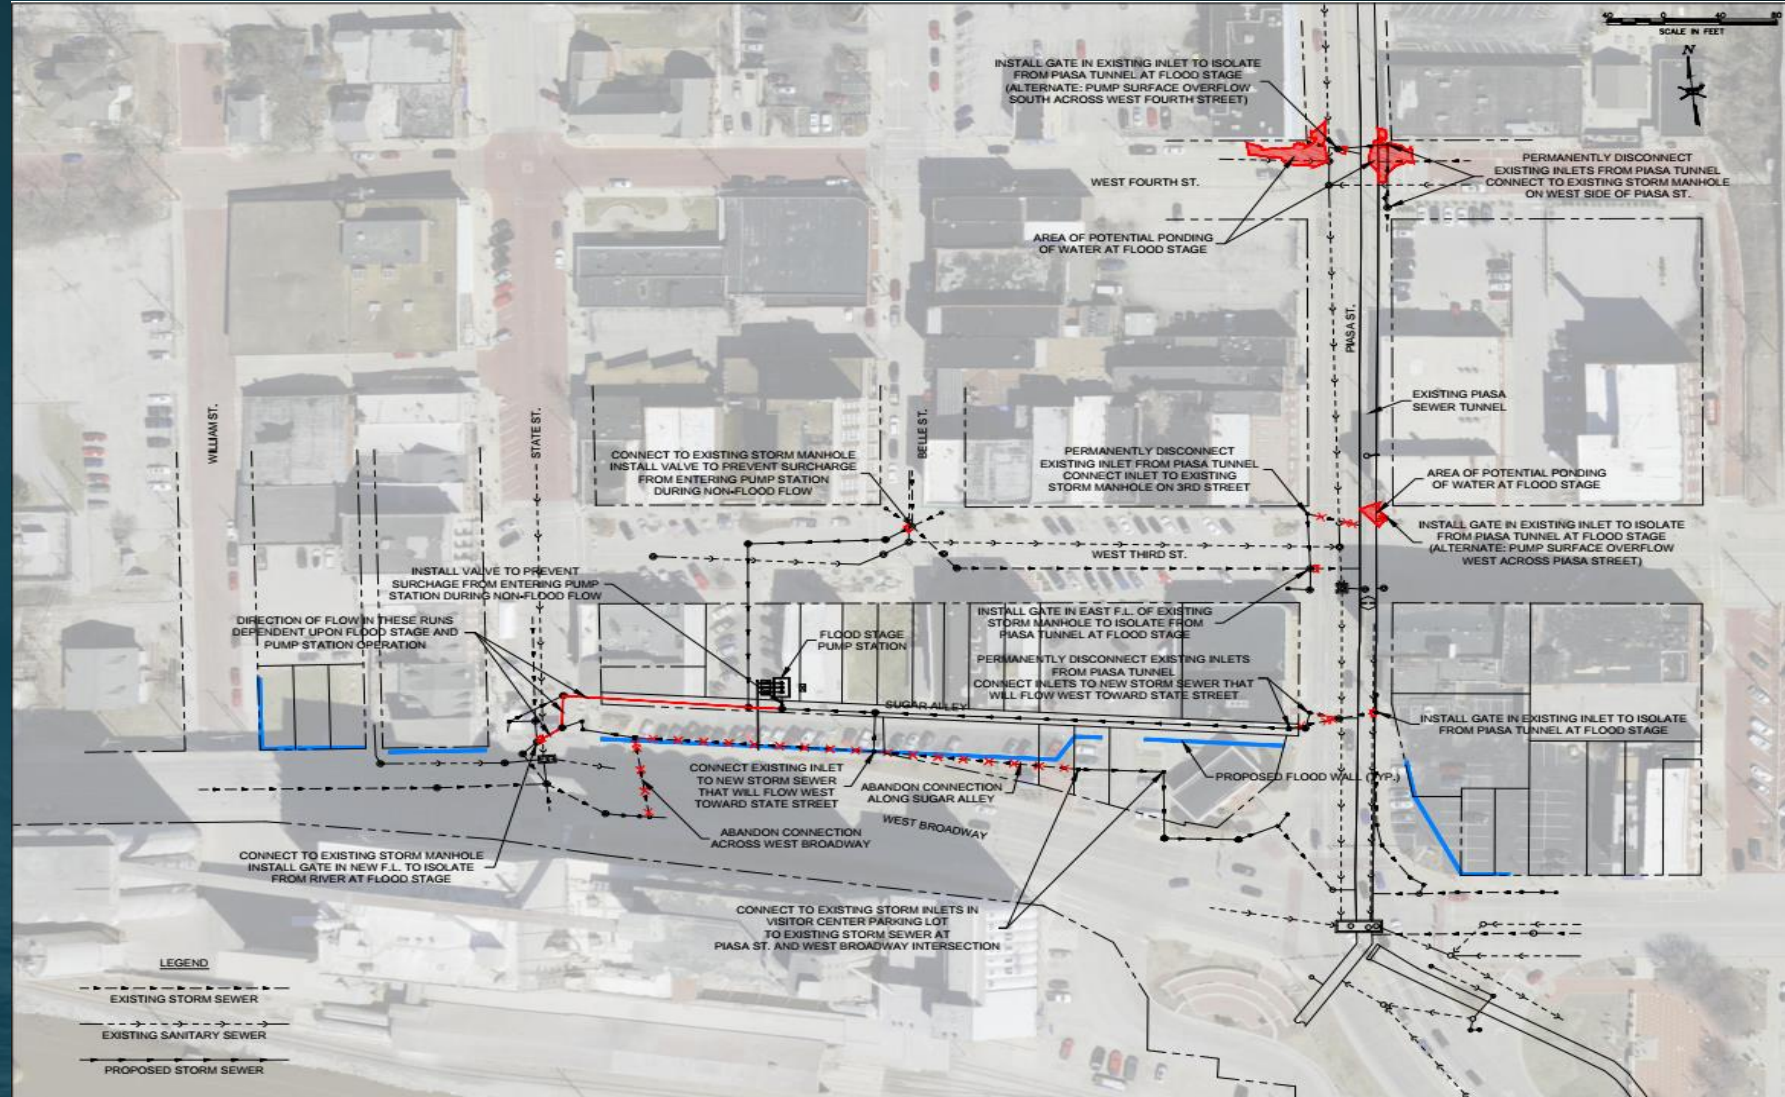 40 0 40 80
SCALE IN FEET
N
INSTALL GATE IN EXISTING INLET TO ISOLATE
FROM PIASA TUNNEL AT FLOOD STAGE
(ALTERNATE: PUMP SURFACE OVERFLOW
SOUTH ACROSS WEST FOURTH STREET)
PERMANENTLY DISCONNECT
EXISTING INLETS FROM PIASA TUNNEL
CONNECT TO EXISTING STORM MANHOLE
ON WEST SIDE OF PIASA ST.
WEST FOURTH ST.
AREA OF POTENTIAL PONDING
OF WATER AT FLOOD STAGE
PIASA ST.
EXISTING PIASA
SEWER TUNNEL
WILLIAM ST.
STATE ST.
BELLE ST.
CONNECT TO EXISTING STORM MANHOLE
INSTALL VALVE TO PREVENT SURCHARGE
FROM ENTERING PUMP STATION
DURING NON-FLOOD FLOW
PERMANENTLY DISCONNECT
EXISTING INLET FROM PIASA TUNNEL
CONNECT INLET TO EXISTING
STORM MANHOLE ON 3RD STREET
AREA OF POTENTIAL PONDING
OF WATER AT FLOOD STAGE
INSTALL GATE IN EXISTING INLET TO ISOLATE
FROM PIASA TUNNEL AT FLOOD STAGE
(ALTERNATE: PUMP SURFACE OVERFLOW
WEST ACROSS PIASA STREET)
WEST THIRD ST.
INSTALL VALVE TO PREVENT
SURCHAGE FROM ENTERING PUMP
STATION DURING NON-FLOOD FLOW
DIRECTION OF FLOW IN THESE RUNS
DEPENDENT UPON FLOOD STAGE AND
PUMP STATION OPERATION
FLOOD STAGE
PUMP STATION
INSTALL GATE IN EAST F.L. OF EXISTING
STORM MANHOLE TO ISOLATE FROM
PIASA TUNNEL AT FLOOD STAGE
PERMANENTLY DISCONNECT EXISTING INLETS
FROM PIASA TUNNEL
CONNECT INLETS TO NEW STORM SEWER THAT
WILL FLOW WEST TOWARD STATE STREET
SUGAR ALLEY
INSTALL GATE IN EXISTING INLET TO ISOLATE
FROM PIASA TUNNEL AT FLOOD STAGE
CONNECT EXISTING INLET
TO NEW STORM SEWER
THAT WILL FLOW WEST
TOWARD STATE STREET
ABANDON CONNECTION
ALONG SUGAR ALLEY
PROPOSED FLOOD WALL (TYP.)
WEST BROADWAY
ABANDON CONNECTION
ACROSS WEST BROADWAY
CONNECT TO EXISTING STORM MANHOLE
INSTALL GATE IN NEW F.L. TO ISOLATE
FROM RIVER AT FLOOD STAGE
CONNECT TO EXISTING STORM INLETS IN
VISITOR CENTER PARKING LOT
TO EXISTING STORM SEWER AT
PIASA ST. AND WEST BROADWAY INTERSECTION
LEGEND
EXISTING STORM SEWER
EXISTING SANITARY SEWER
PROPOSED STORM SEWER